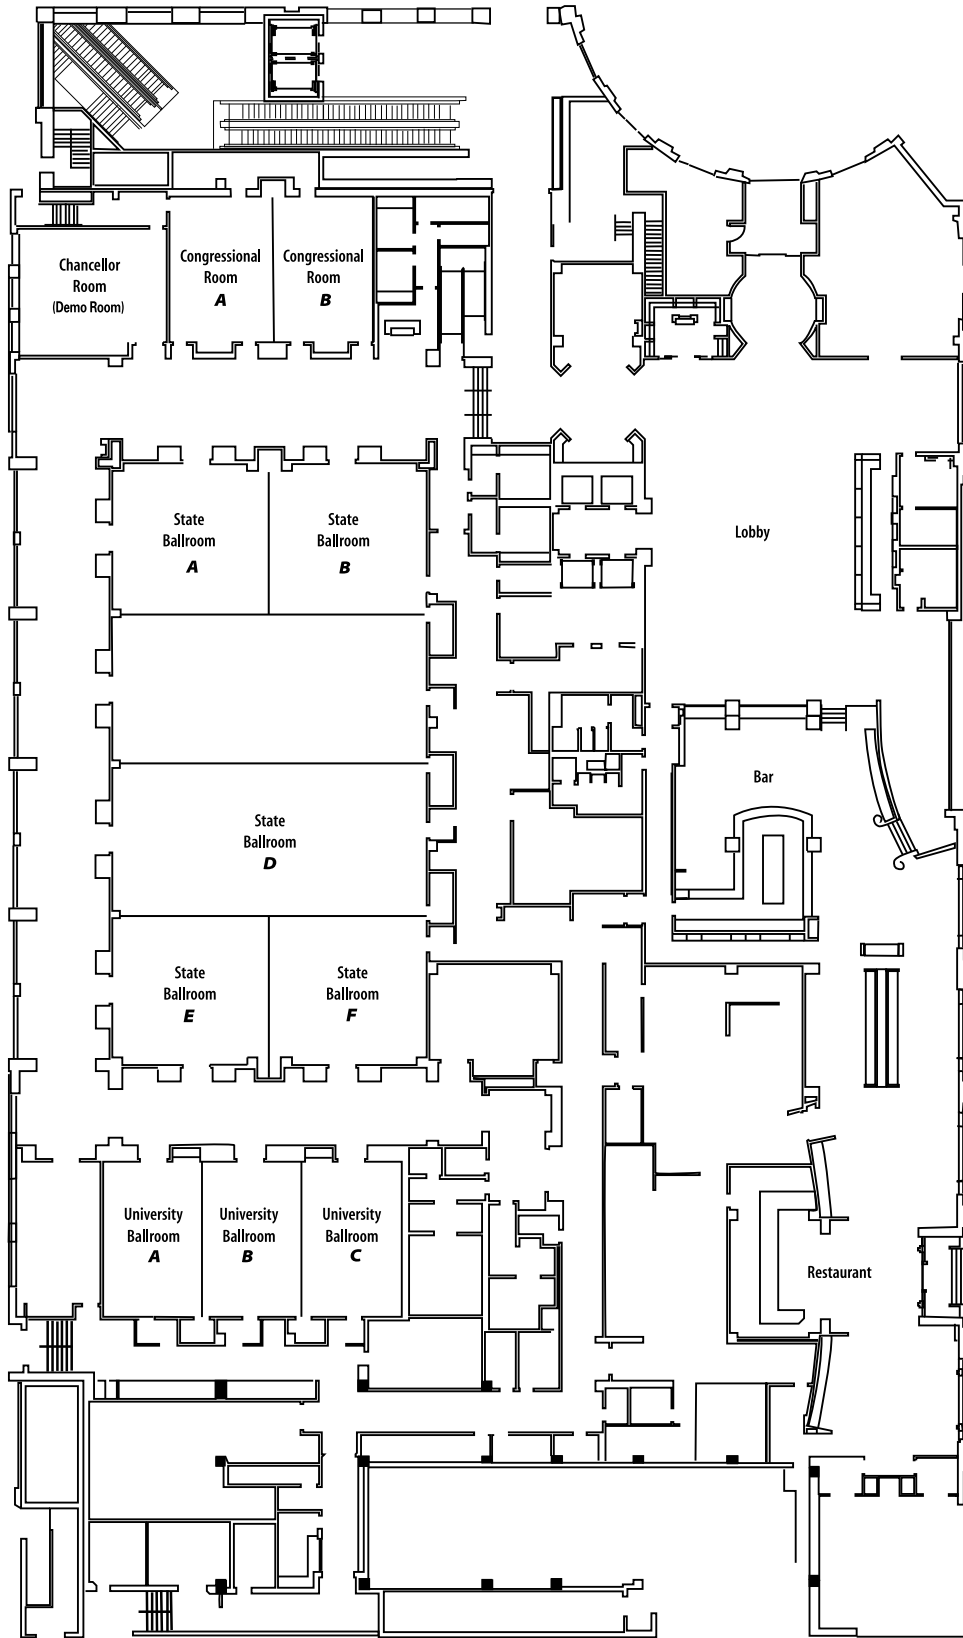 Chancellor
Room
(Demo Room)
Congressional
Room
A
Congressional
Room
B
State
Ballroom
A
State
Ballroom
B
Lobby
Bar
State
Ballroom
D
State
Ballroom
E
State
Ballroom
F
University
Ballroom
A
University
Ballroom
B
University
Ballroom
C
Restaurant